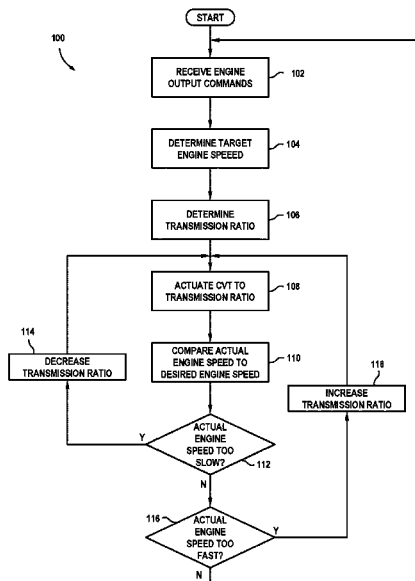 START
100
RECEIVE ENGINE
OUTPUT COMMANDS
102
DETERMINE TARGET
ENGINE SPEEED
104
DETERMINE
TRANSMISSION RATIO
106
ACTUATE CVT TO
TRANSMISSION RATIO
108
114
DECREASE
TRANSMISSION RATIO
COMPARE ACTUAL
ENGINE SPEED TO
DESIRED ENGINE SPEED
110
118
INCREASE
TRANSMISSION RATIO
Y
ACTUAL
ENGINE
SPEED TOO
SLOW?
112
N
116
ACTUAL
ENGINE
SPEED TOO
FAST?
Y
N